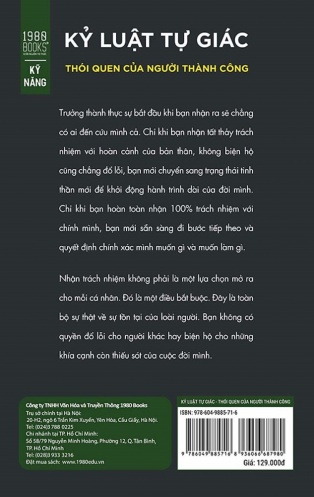 1980
BOOKS
KỸ
NĂNG
KỶ LUẬT TỰ GIÁC
THÓI QUEN CỦA NGƯỜI THÀNH CÔNG
Trưởng thành thực sự bắt đầu khi bạn nhận ra sẽ chẳng
có ai đến cứu mình cả. Chỉ khi bạn nhận tất thảy trách
nhiệm với hoàn cảnh của bản thân, không biện hộ
cũng chẳng đổ lỗi, bạn mới chuyển sang trạng thái tinh
thần mới để khởi động hành trình dài của đời mình.
Chỉ khi bạn hoàn toàn nhận 100% trách nhiệm với
chính mình, bạn mới sẵn sàng đi bước tiếp theo và
quyết định chính xác mình muốn gì và muốn làm gì.
Nhận trách nhiệm không phải là một lựa chọn mở ra
cho mỗi cá nhân. Đó là một điều bắt buộc. Đây là toàn
bộ sự thật về sự tồn tại của loài người. Bạn không có
quyền đổ lỗi cho người khác hay biện hộ cho những
khía cạnh còn thiếu sót của cuộc đời mình.
Công ty TNHH Văn Hóa và Truyền Thông 1980 Books
Trụ sở chính tại Hà Nội:
20-H2, ngõ 6 Trần Kim Xuyến, Yên Hòa, Cầu Giấy, Hà Nội.
Tel: (024)3 788 0225
Chi nhánh tại TP. Hồ Chí Minh:
Số 58/79 Nguyễn Minh Hoàng, Phường 12, Q.Tân Bình,
TP.Hồ Chí Minh.
Tel: (028)3 933 3216
Đặt mua sách: www.1980edu.vn
KỶ LUẬT TỰ GIÁC - THÓI QUEN CỦA NGƯỜI THÀNH CÔNG
ISBN: 978-604-9885-71-6
9786049885716
8936066687980
Giá: 129.000đ